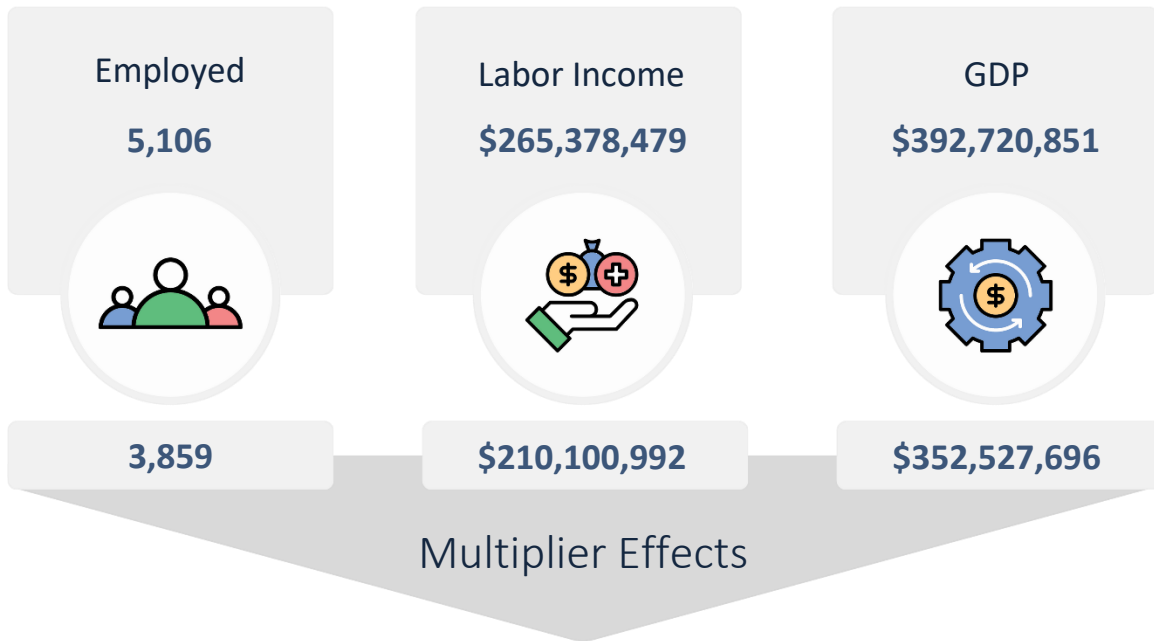 Employed
5,106
Labor Income
$265,378,479
GDP
$392,720,851
$
$
3,859
$210,100,992
$352,527,696
Multiplier Effects